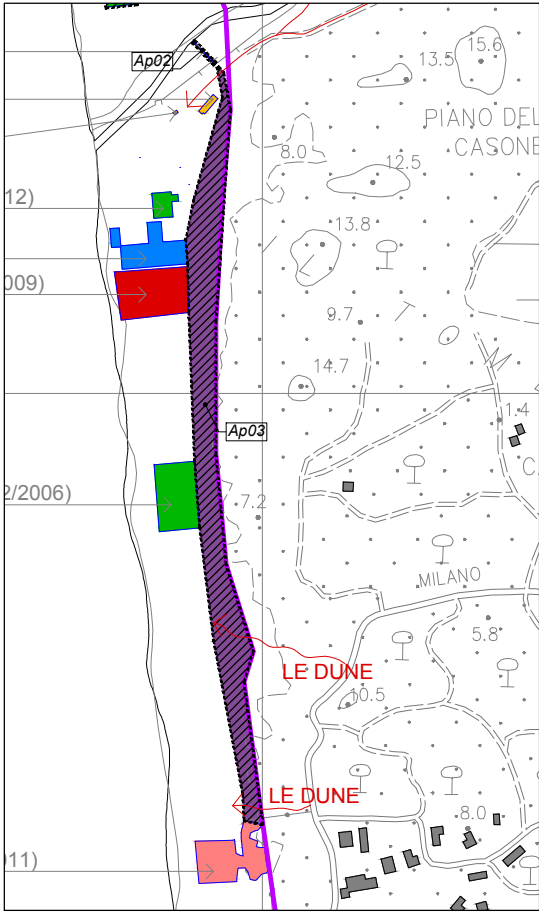 Ap02
13.5
15.6
PIANO DEL
CASONE
8.0
12.5
12)
13.8
009)
9.7
14.7
1.4
Ap03
2/2006)
7.2
MILANO
5.8
LE DUNE
10.5
LE DUNE
8.0
011)